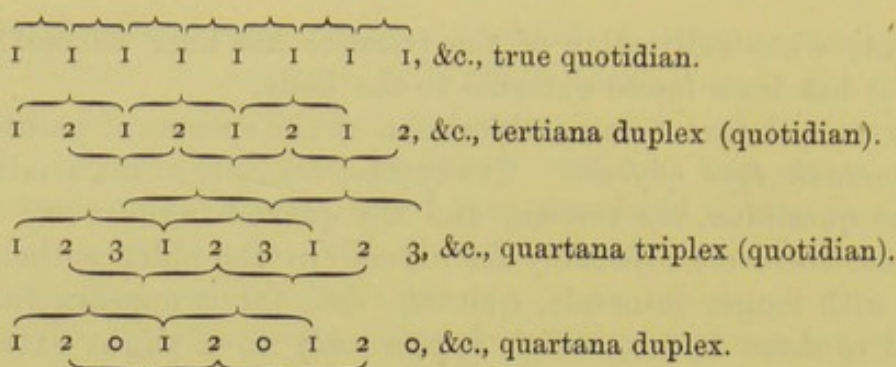 1 1 1 1 1 1 1 1, &c., true quotidian.
1 2 1 2 1 2 1 2, &c., tertiana duplex (quotidian).
1 2 3 1 2 3 1 2 3, &c., quartana triplex (quotidian).
1 2 0 1 2 0 1 2 0, &c., quartana duplex.